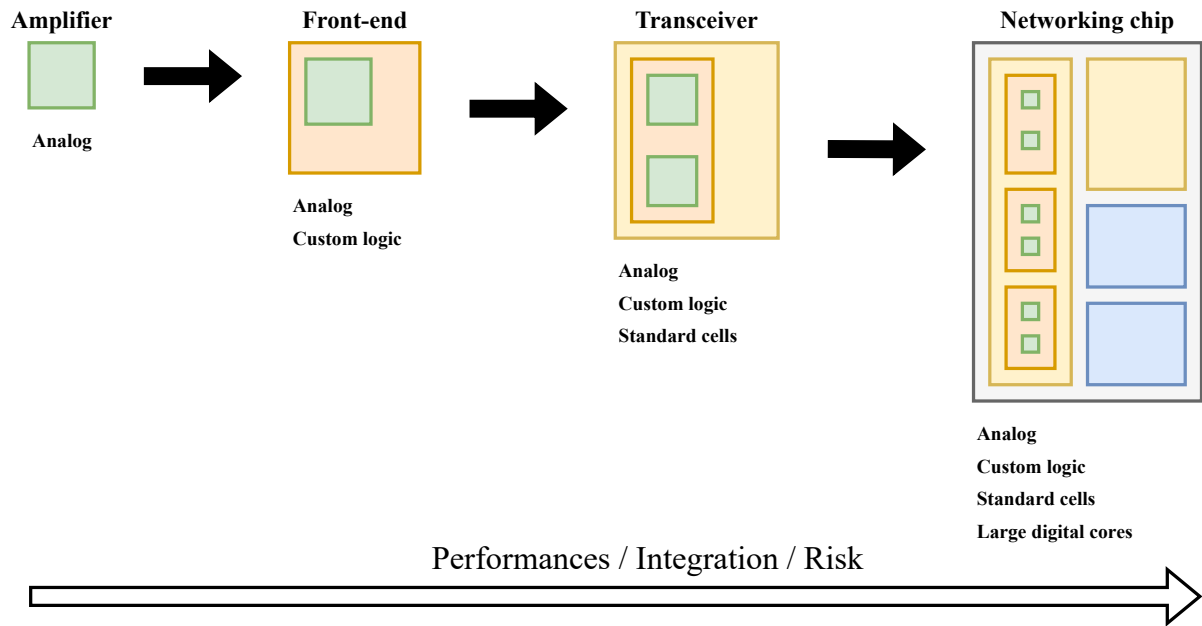 Amplifier
Front-end
Transceiver
Networking chip
Analog
Analog
Custom logic
Analog
Custom logic
Standard cells
Analog
Custom logic
Standard cells
Large digital cores
Performances / Integration / Risk